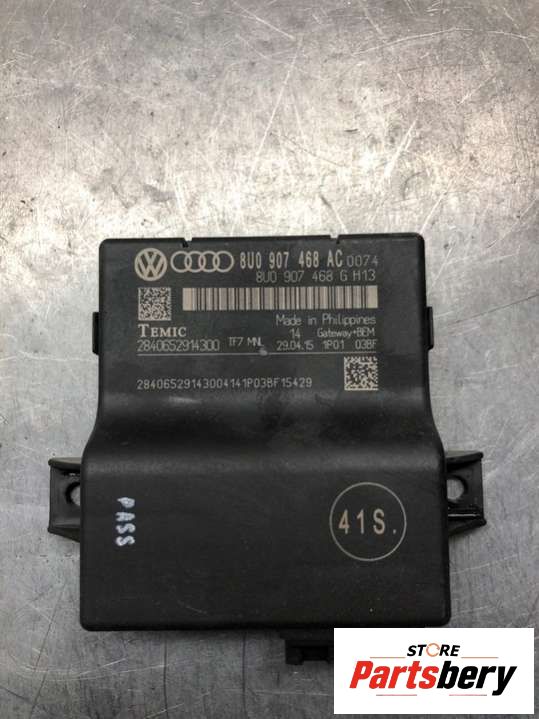 8U0 907 468 AC 0074
8U0 907 468 G H13
Made in Philippines
TEMIC 14 Gateway+BEM
2840652914300 TF7 MNL 29.04.15 1P01 03BF
28406529143004141P03BF15429
PASS
41S.
STORE
Partsbery